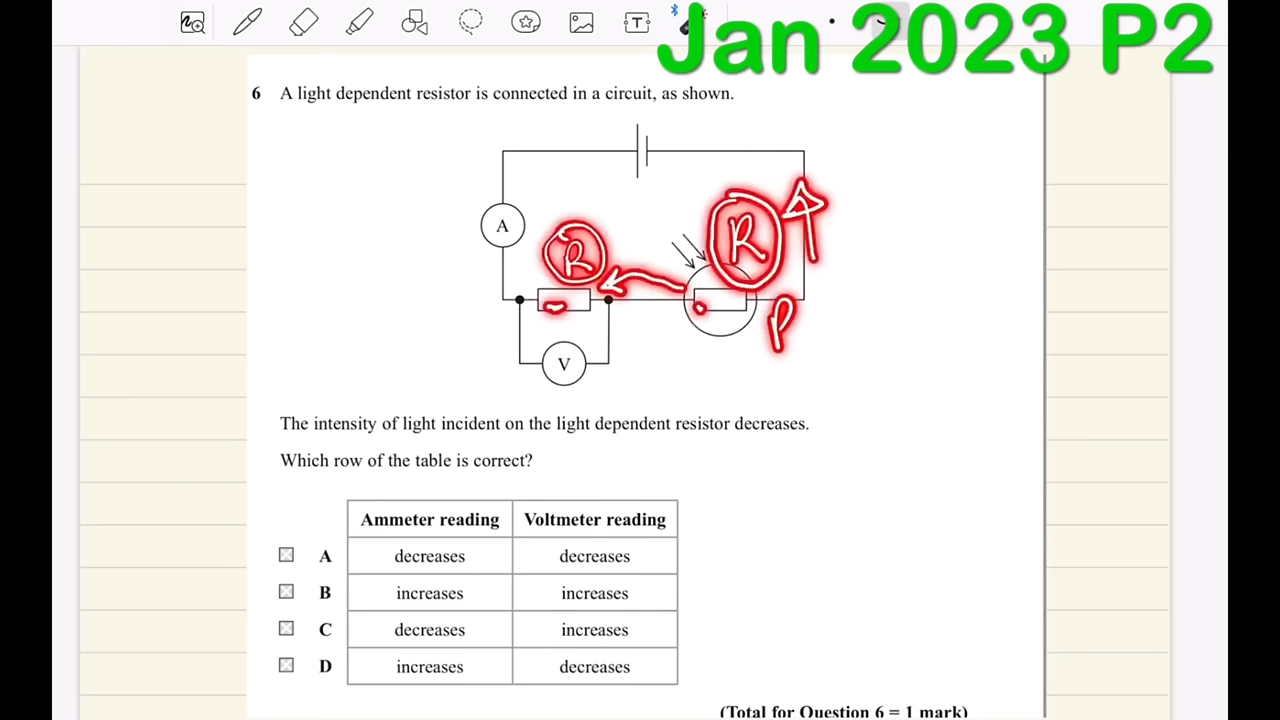 Jan 2023 P2
T
6 A light dependent resistor is connected in a circuit, as shown.
A
R
R
P
V
The intensity of light incident on the light dependent resistor decreases.
Which row of the table is correct?
Ammeter reading Voltmeter reading
A decreases decreases
B increases increases
C decreases increases
D increases decreases
(Total for Question 6 = 1 mark)